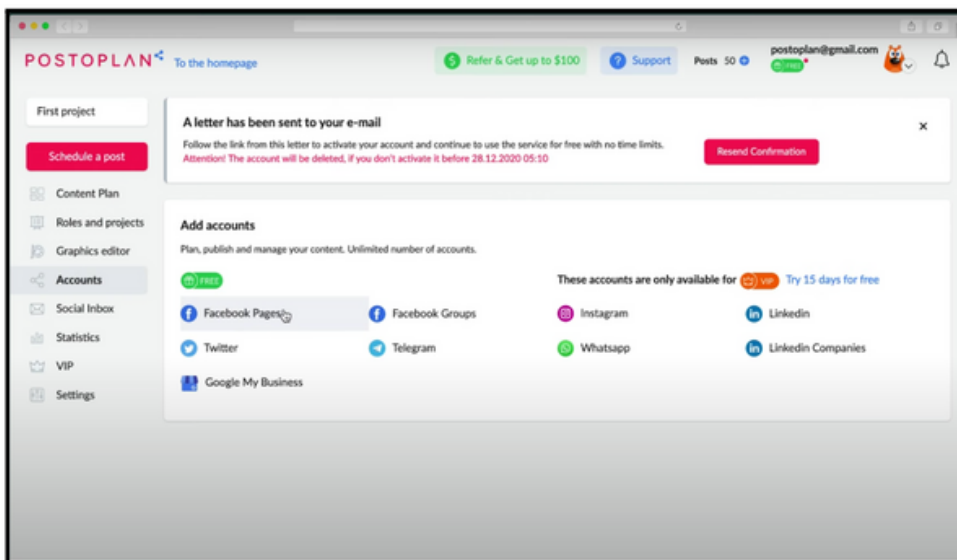 POSTOPLAN
To the homepage
Refer & Get up to $100
Support
Posts 50
postoplan@gmail.com
FREE
First project
Schedule a post
Content Plan
Roles and projects
Graphics editor
Accounts
Social Inbox
Statistics
VIP
Settings
A letter has been sent to your e-mail
Follow the link from this letter to activate your account and continue to use the service for free with no time limits.
Attention! The account will be deleted, if you don't activate it before 28.12.2020 05:10
Resend Confirmation
Add accounts
Plan, publish and manage your content. Unlimited number of accounts.
FREE
These accounts are only available for VIP Try 15 days for free
Facebook Pages
Facebook Groups
Instagram
Linkedin
Twitter
Telegram
Whatsapp
Linkedin Companies
Google My Business